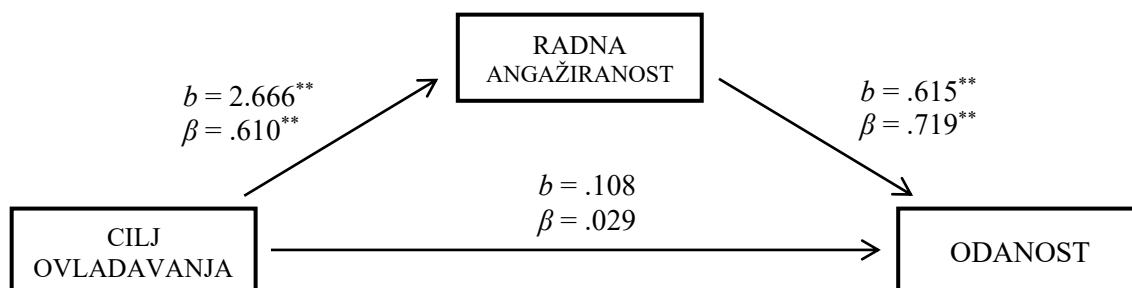 RADNA
ANGAŽIRANOST
b = 2.666**
β = .610**
b = .615**
β = .719**
b = .108
β = .029
CILJ
OVLADAVANJA
ODANOST